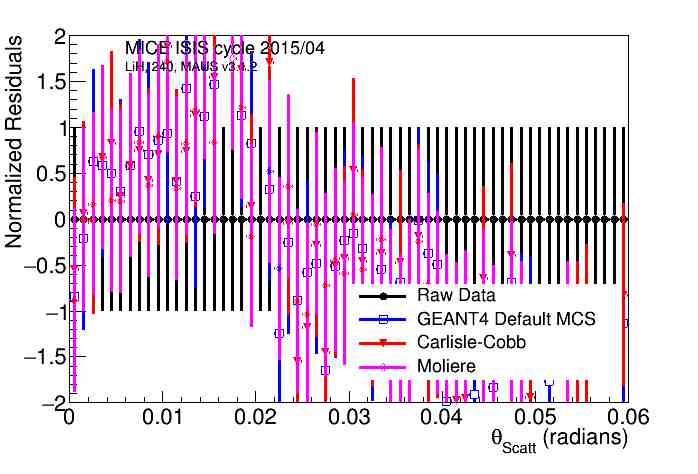 MICE ISIS cycle 2015/04
LiH, 240, MAUS v3.
Normalized Residuals
2
1.5
1
0.5
0
−0.5
−1
−1.5
−2
Raw Data
GEANT4 Default MCS
Carlisle-Cobb
Moliere
0 0.01 0.02 0.03 0.04 0.05 0.06
θScatt (radians)